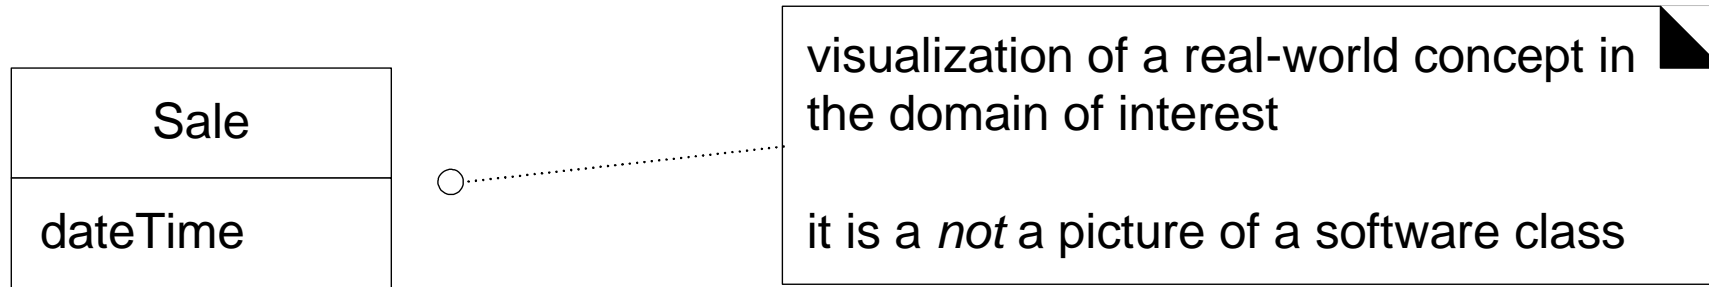 Sale
dateTime
visualization of a real-world concept in
the domain of interest
it is a not a picture of a software class